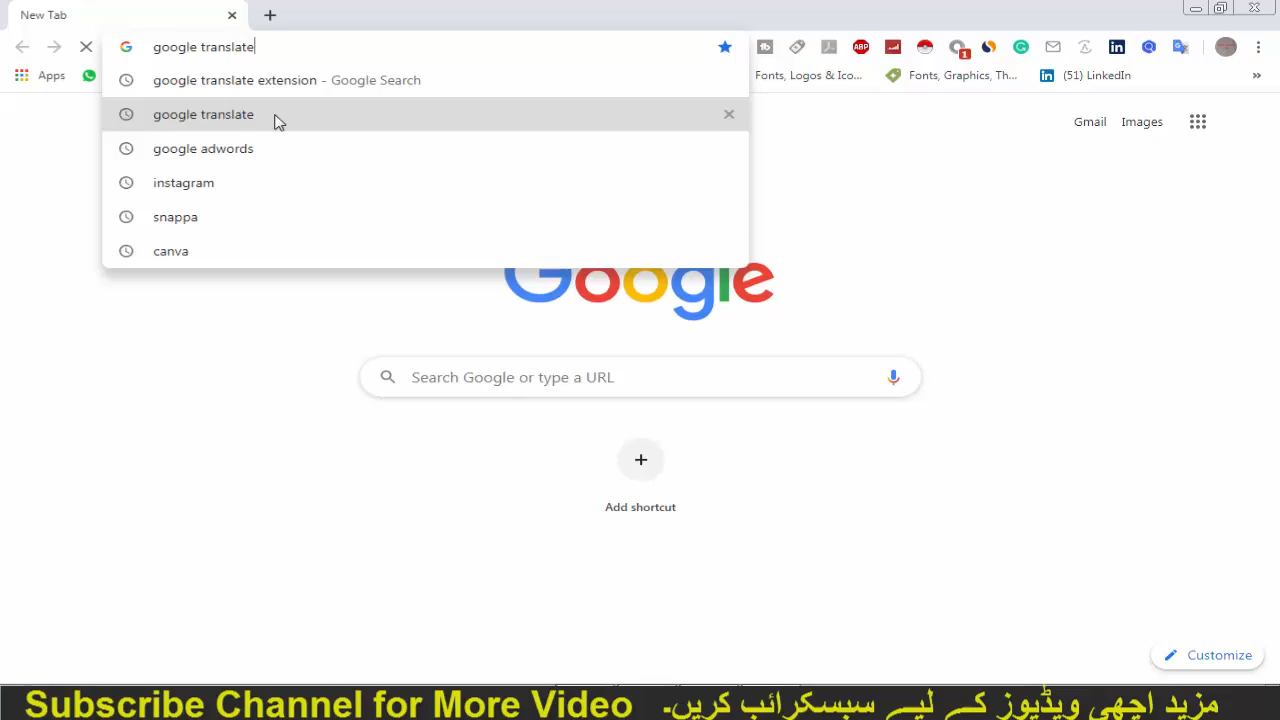 New Tab
google translate
ABP
1
Apps
Fonts, Logos & Ico...
Fonts, Graphics, Th...
(51) LinkedIn
»
google translate extension - Google Search
google translate
google adwords
instagram
snappa
canva
Gmail
Images
Google
Search Google or type a URL
Add shortcut
Customize
Subscribe Channel for More Video مزید اچھی ویڈیوز کے لیے سبسکرائب کریں۔